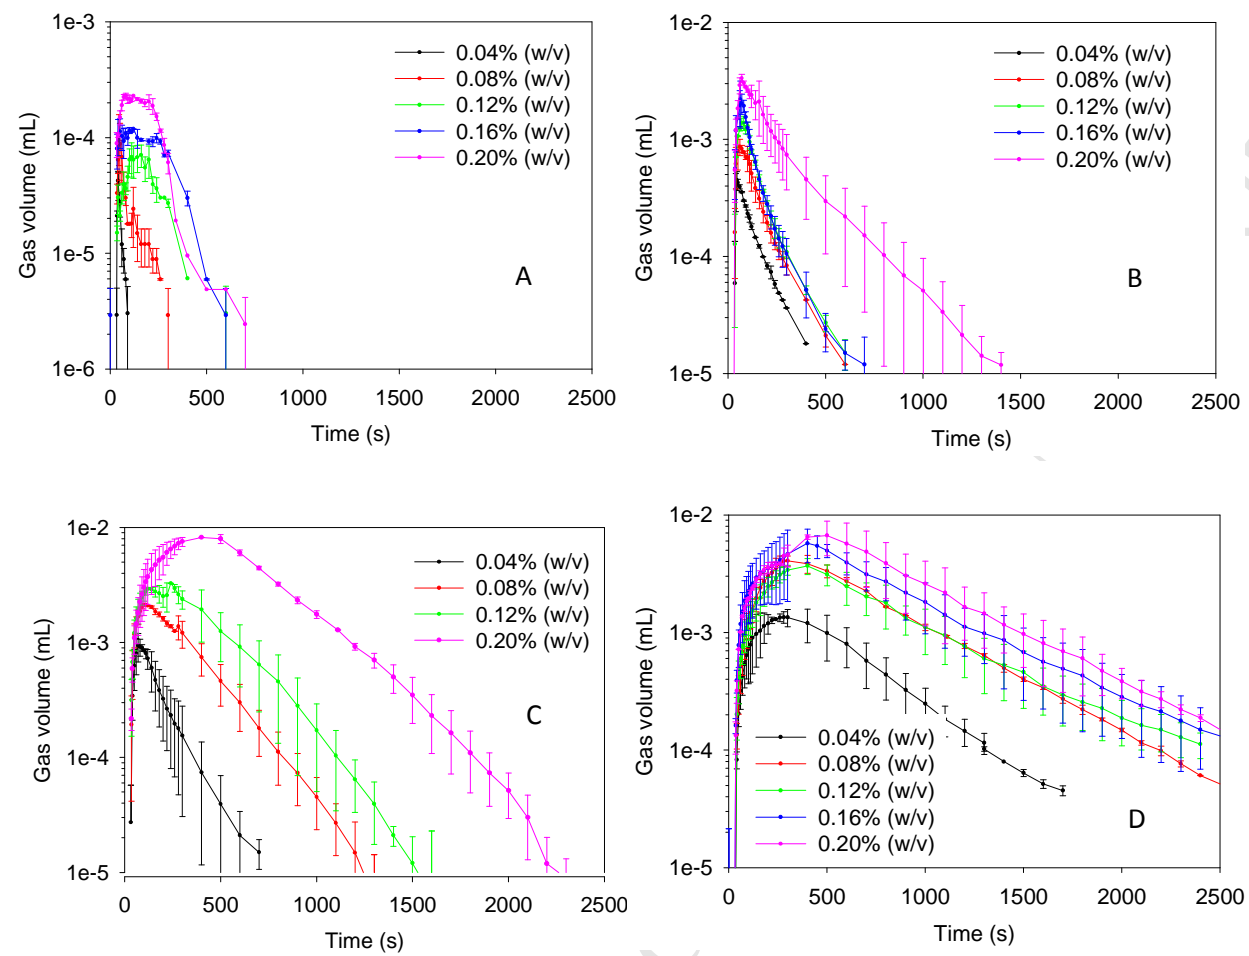 1e-3
1e-4
1e-5
1e-6
Gas volume (mL)
0.04% (w/v)
0.08% (w/v)
0.12% (w/v)
0.16% (w/v)
0.20% (w/v)
A
0 500 1000 1500 2000 2500
Time (s)
1e-2
1e-3
1e-4
1e-5
Gas volume (mL)
0.04% (w/v)
0.08% (w/v)
0.12% (w/v)
0.16% (w/v)
0.20% (w/v)
B
0 500 1000 1500 2000 2500
Time (s)
1e-2
1e-3
1e-4
1e-5
Gas volume (mL)
0.04% (w/v)
0.08% (w/v)
0.12% (w/v)
0.20% (w/v)
C
0 500 1000 1500 2000 2500
Time (s)
1e-2
1e-3
1e-4
1e-5
Gas volume (mL)
0.04% (w/v)
0.08% (w/v)
0.12% (w/v)
0.16% (w/v)
0.20% (w/v)
D
0 500 1000 1500 2000 2500
Time (s)